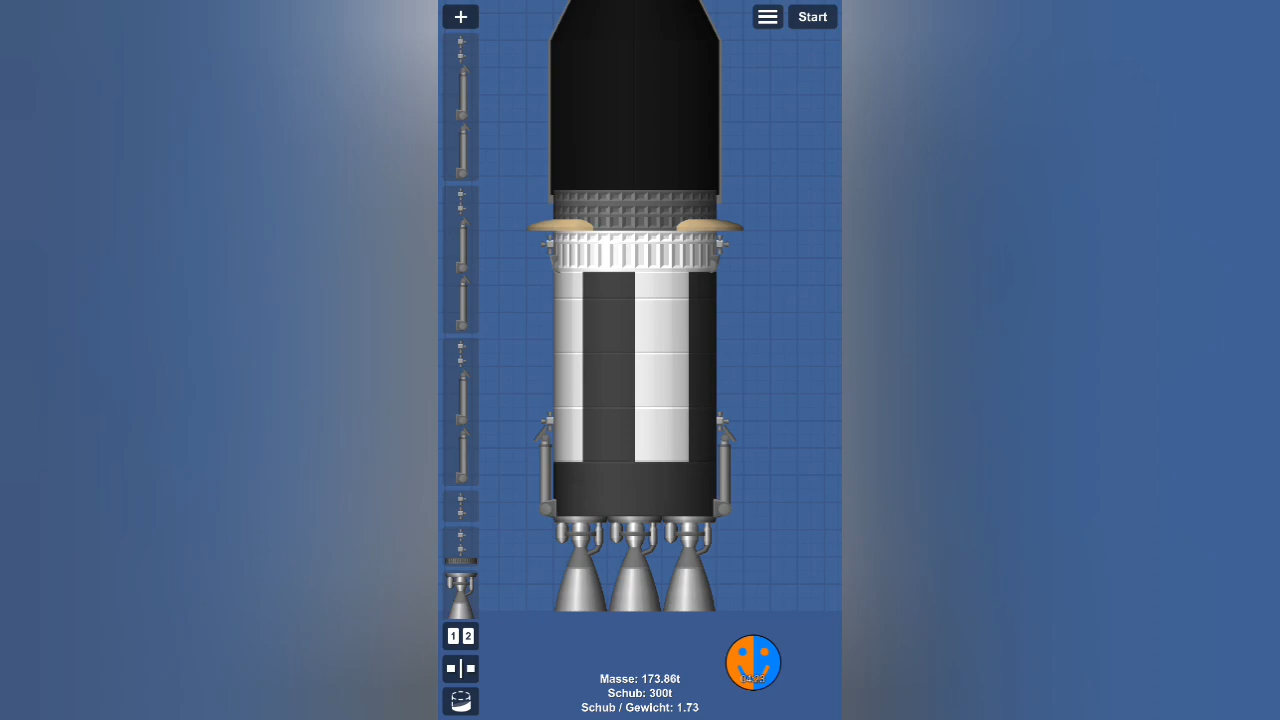 +
Start
1 2
Masse: 173.86t
Schub: 300t
Schub / Gewicht: 1.73